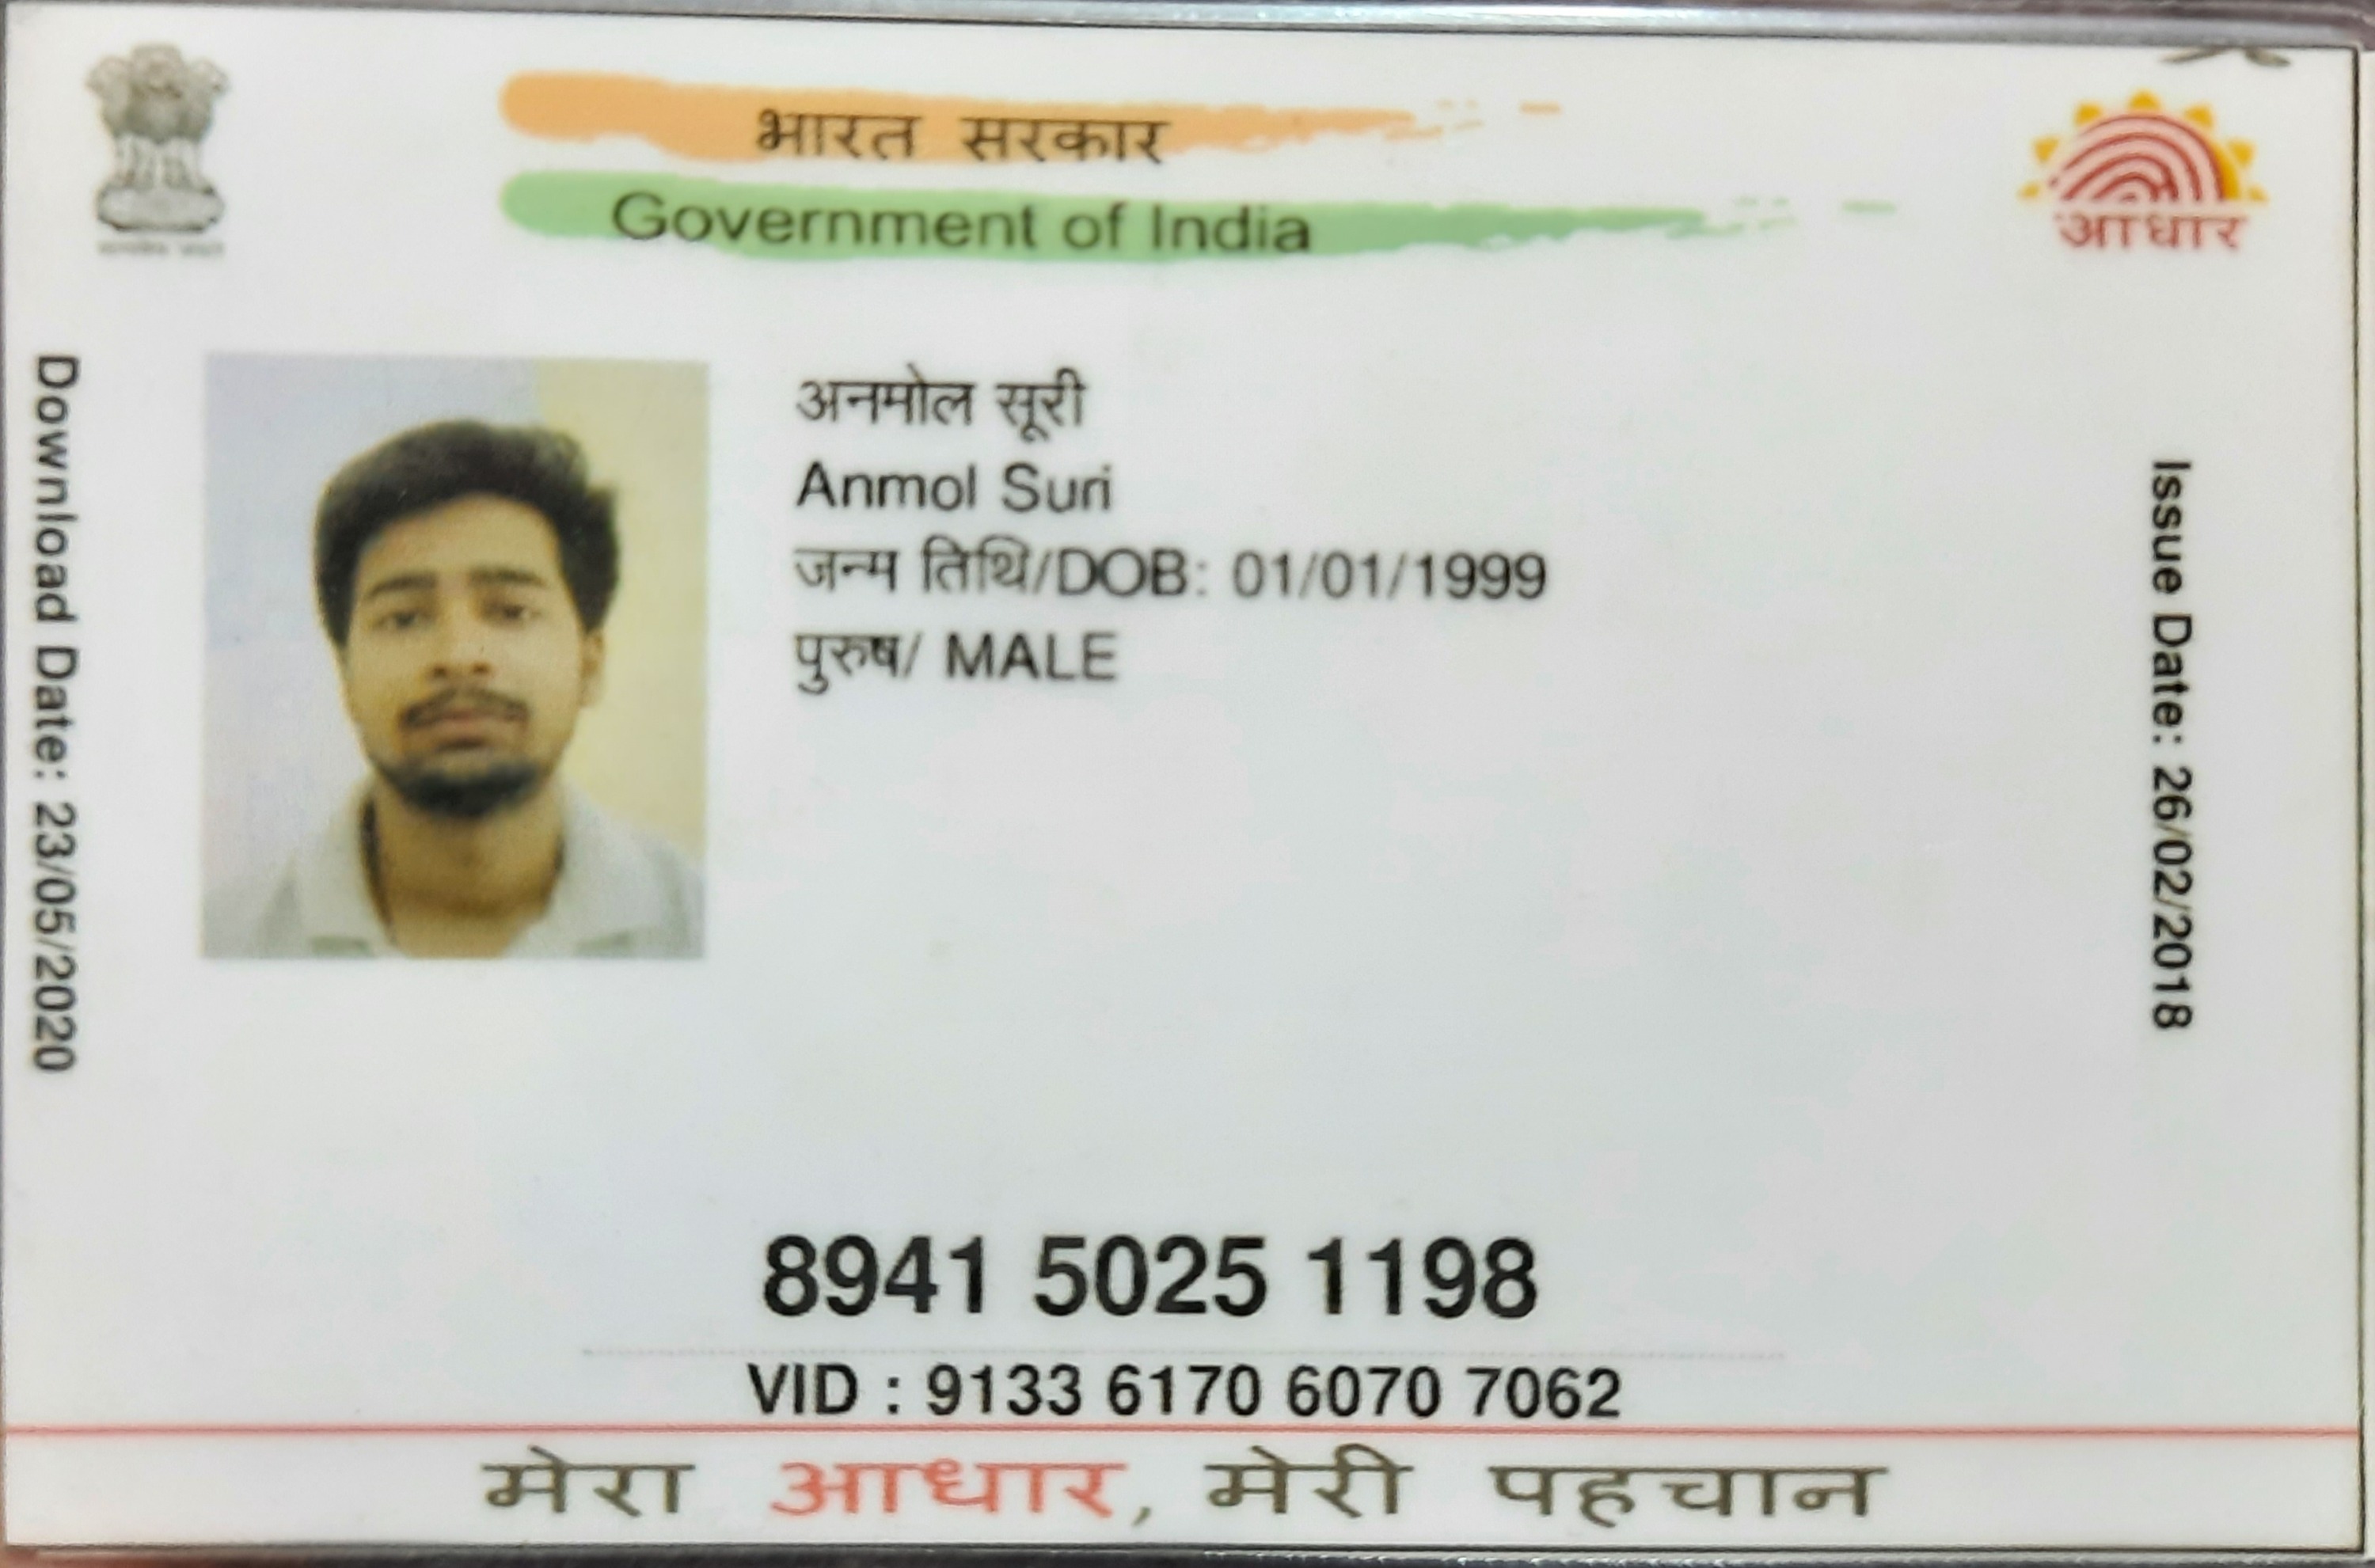 भारत सरकार
Government of India
आधार
Download Date: 23/05/2020
अनमोल सूरी
Anmol Suri
जन्म तिथि/DOB: 01/01/1999
पुरुष/ MALE
Issue Date: 26/02/2018
8941 5025 1198
VID : 9133 6170 6070 7062
मेरा आधार, मेरी पहचान